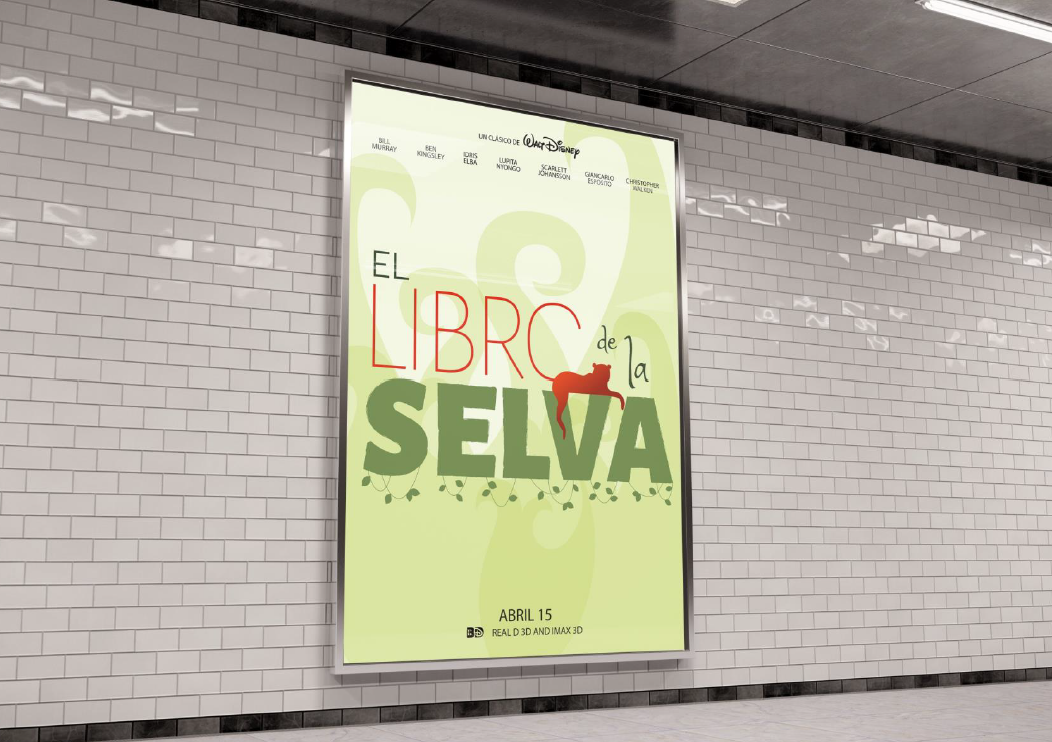 UN CLÁSICO DE WALT DISNEY
BILL MURRAY
BEN KINGSLEY
IDRIS ELBA
LUPITA NYONGO
SCARLETT JOHANSSON
GIANCARLO ESPOSITO
CHRISTOPHER WALKEN
EL
LIBRO
de la
SELVA
ABRIL 15
REAL D 3D AND IMAX 3D